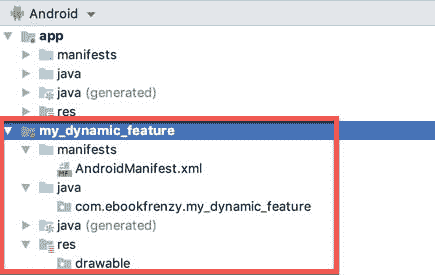 Android
app
manifests
java
java (generated)
res
my_dynamic_feature
manifests
MF
AndroidManifest.xml
java
com.ebookfrenzy.my_dynamic_feature
java (generated)
res
drawable